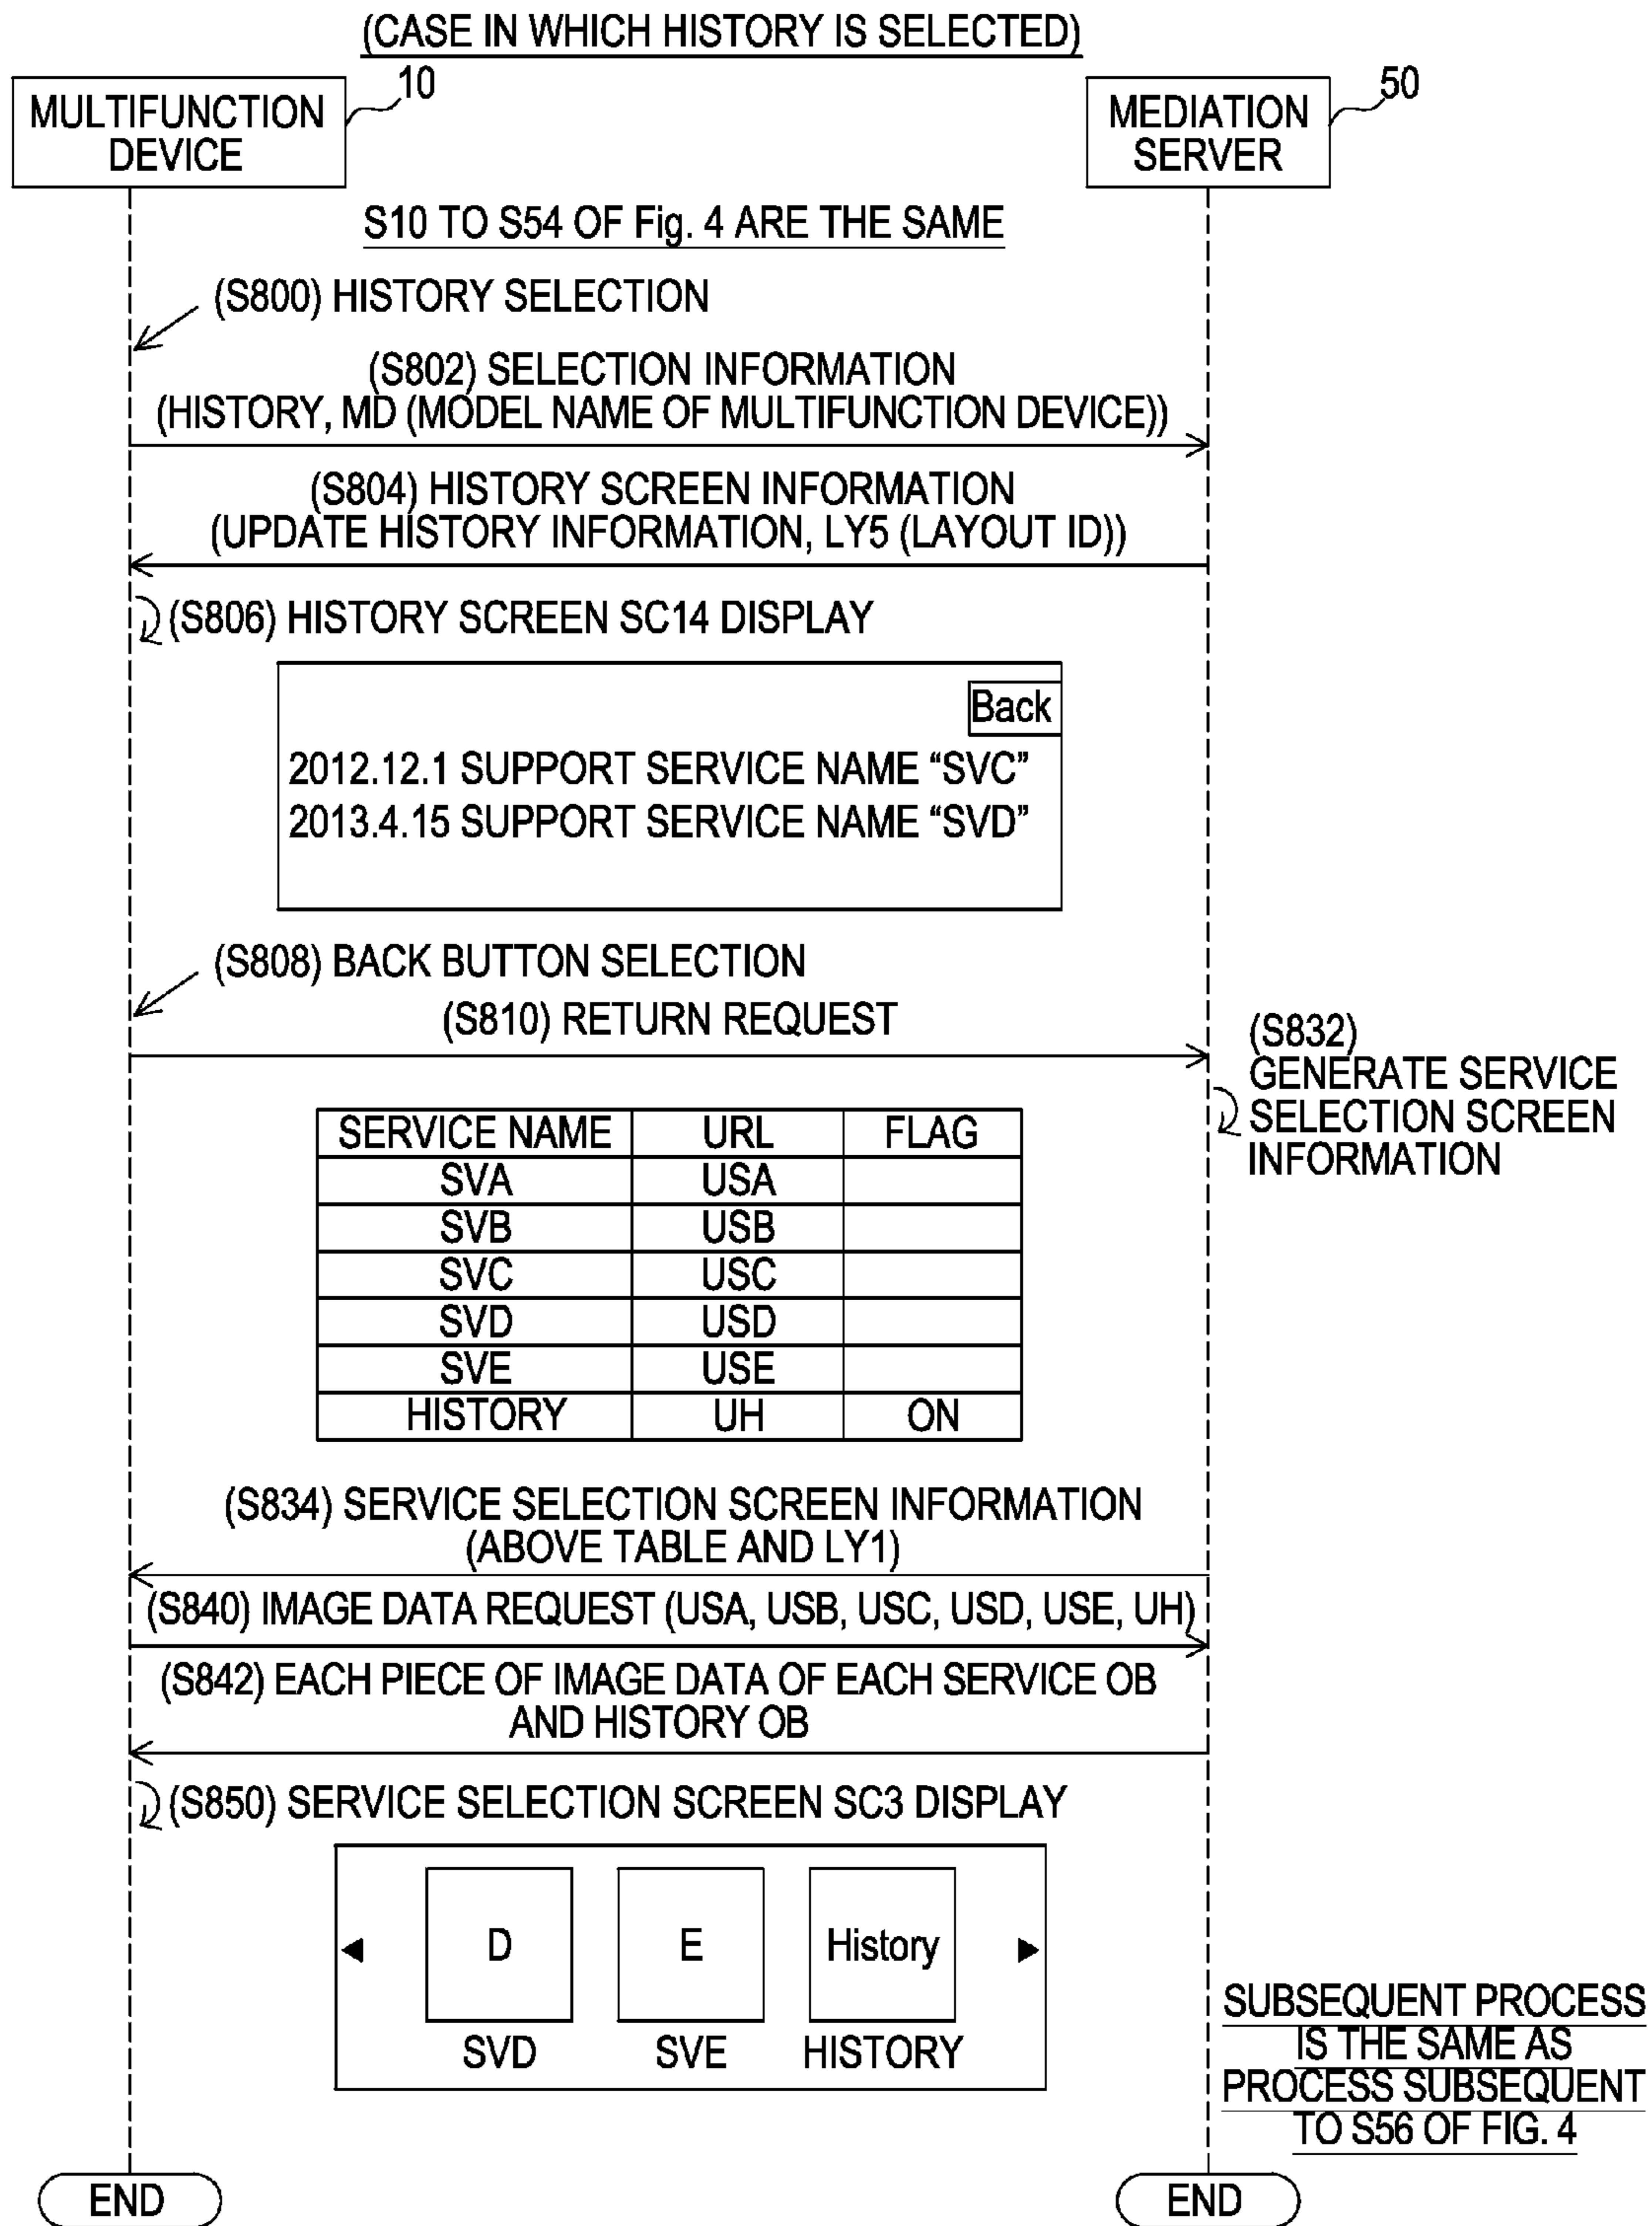 (CASE IN WHICH HISTORY IS SELECTED)
MULTIFUNCTION
DEVICE
10
MEDIATION
SERVER
50
S10 TO S54 OF Fig. 4 ARE THE SAME
(S800) HISTORY SELECTION
(S802) SELECTION INFORMATION
(HISTORY, MD (MODEL NAME OF MULTIFUNCTION DEVICE))
(S804) HISTORY SCREEN INFORMATION
(UPDATE HISTORY INFORMATION, LY5 (LAYOUT ID))
(S806) HISTORY SCREEN SC14 DISPLAY
Back
2012.12.1 SUPPORT SERVICE NAME “SVC”
2013.4.15 SUPPORT SERVICE NAME “SVD”
(S808) BACK BUTTON SELECTION
(S810) RETURN REQUEST
(S832)
GENERATE SERVICE
SELECTION SCREEN
INFORMATION
SERVICE NAME URL FLAG
SVA USA
SVB USB
SVC USC
SVD USD
SVE USE
HISTORY UH ON
(S834) SERVICE SELECTION SCREEN INFORMATION
(ABOVE TABLE AND LY1)
(S840) IMAGE DATA REQUEST (USA, USB, USC, USD, USE, UH)
(S842) EACH PIECE OF IMAGE DATA OF EACH SERVICE OB
AND HISTORY OB
(S850) SERVICE SELECTION SCREEN SC3 DISPLAY
D E History
SVD SVE HISTORY
SUBSEQUENT PROCESS
IS THE SAME AS
PROCESS SUBSEQUENT
TO S56 OF FIG. 4
END
END